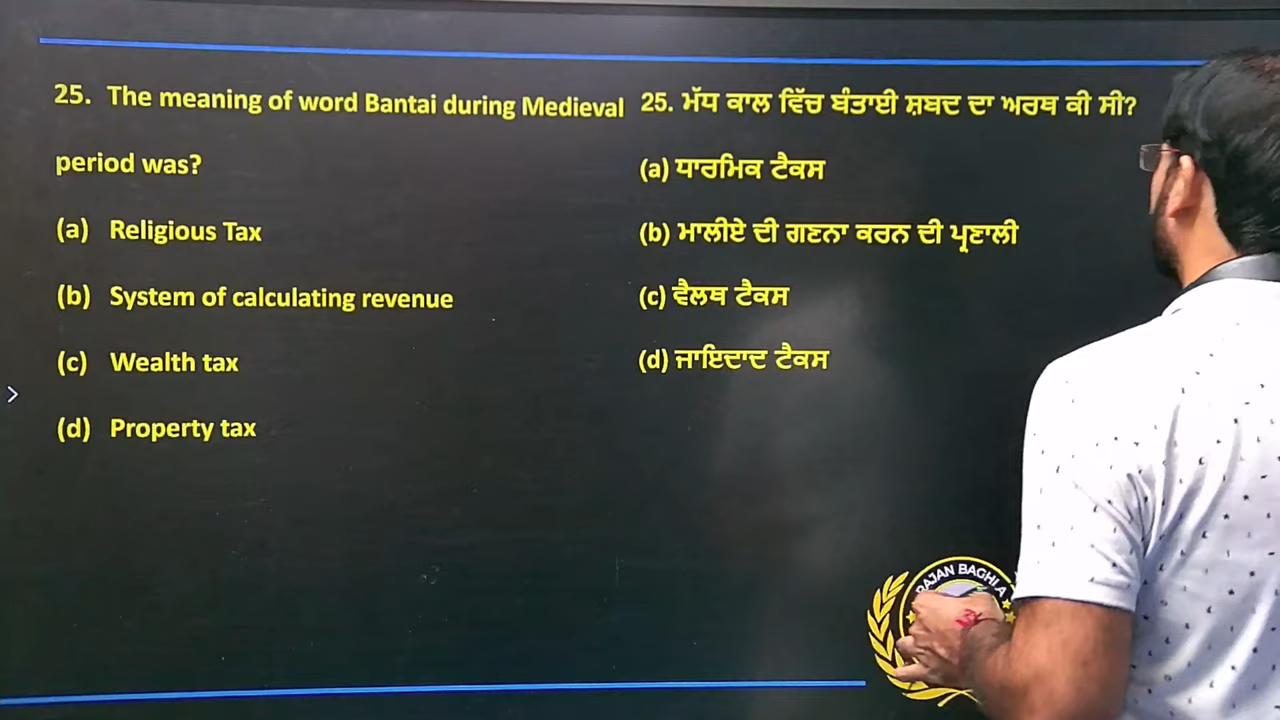 25. The meaning of word Bantai during Medieval
period was?
(a) Religious Tax
(b) System of calculating revenue
(c) Wealth tax
(d) Property tax
25. ਮੱਧ ਕਾਲ ਵਿੱਚ ਬੰਤਾਈ ਸ਼ਬਦ ਦਾ ਅਰਥ ਕੀ ਸੀ?
(a) ਧਾਰਮਿਕ ਟੈਕਸ
(b) ਮਾਲੀਏ ਦੀ ਗਣਨਾ ਕਰਨ ਦੀ ਪ੍ਰਣਾਲੀ
(c) ਵੈਲਥ ਟੈਕਸ
(d) ਜਾਇਦਾਦ ਟੈਕਸ
RAJAN BAGHLA